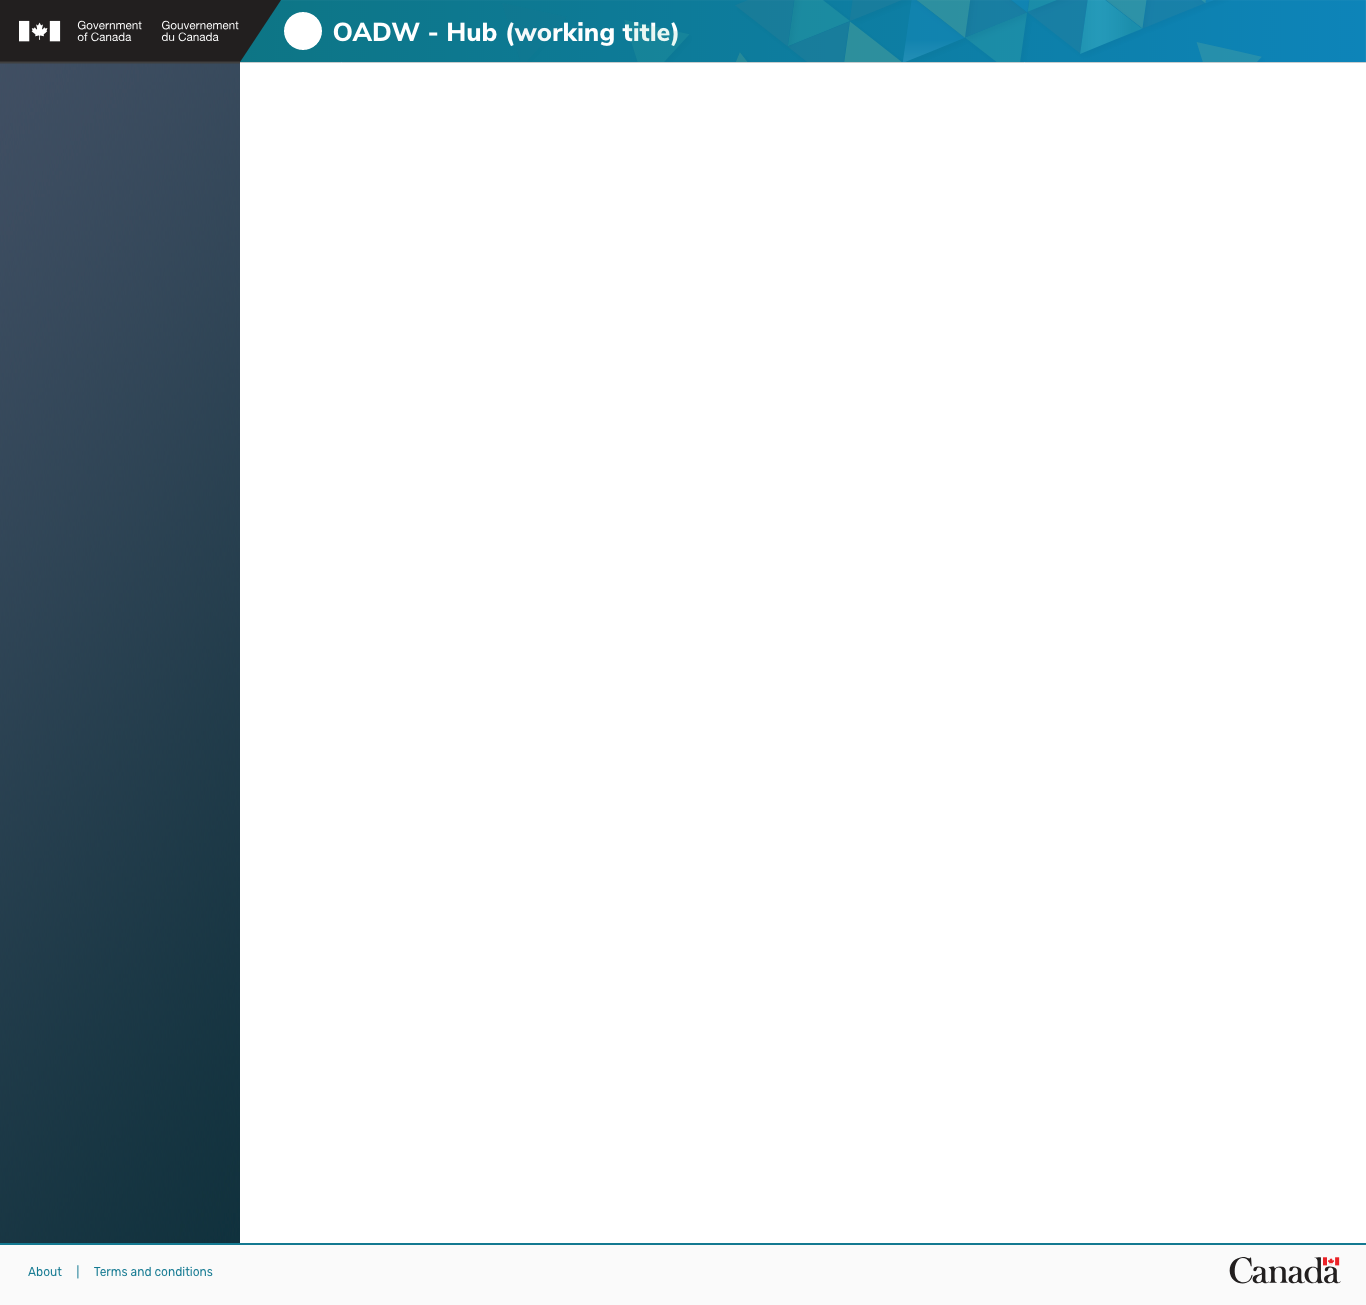 Government
of Canada
Gouvernement
du Canada
OADW - Hub (working title)
About | Terms and conditions
Canada